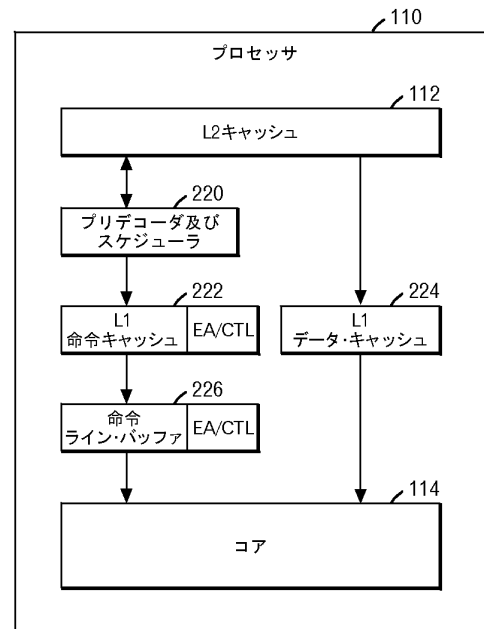 110
プロセッサ
112
L2キャッシュ
220
プリデコーダ及び
スケジューラ
222
L1
命令キャッシュ
EA/CTL
224
L1
データ・キャッシュ
226
命令
ライン・バッファ
EA/CTL
114
コア